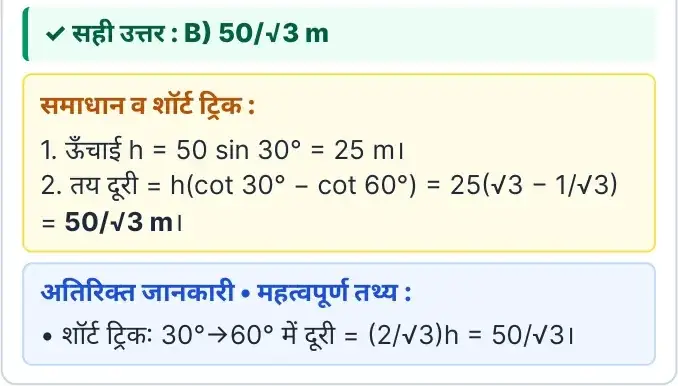 ✓ सही उत्तर : B) 50/√3 m
समाधान व शॉर्ट ट्रिक :
1. ऊँचाई h = 50 sin 30° = 25 m।
2. तय दूरी = h(cot 30° − cot 60°) = 25(√3 − 1/√3)
= 50/√3 m।
अतिरिक्त जानकारी • महत्वपूर्ण तथ्य :
• शॉर्ट ट्रिकः 30°→60° में दूरी = (2/√3)h = 50/√3।